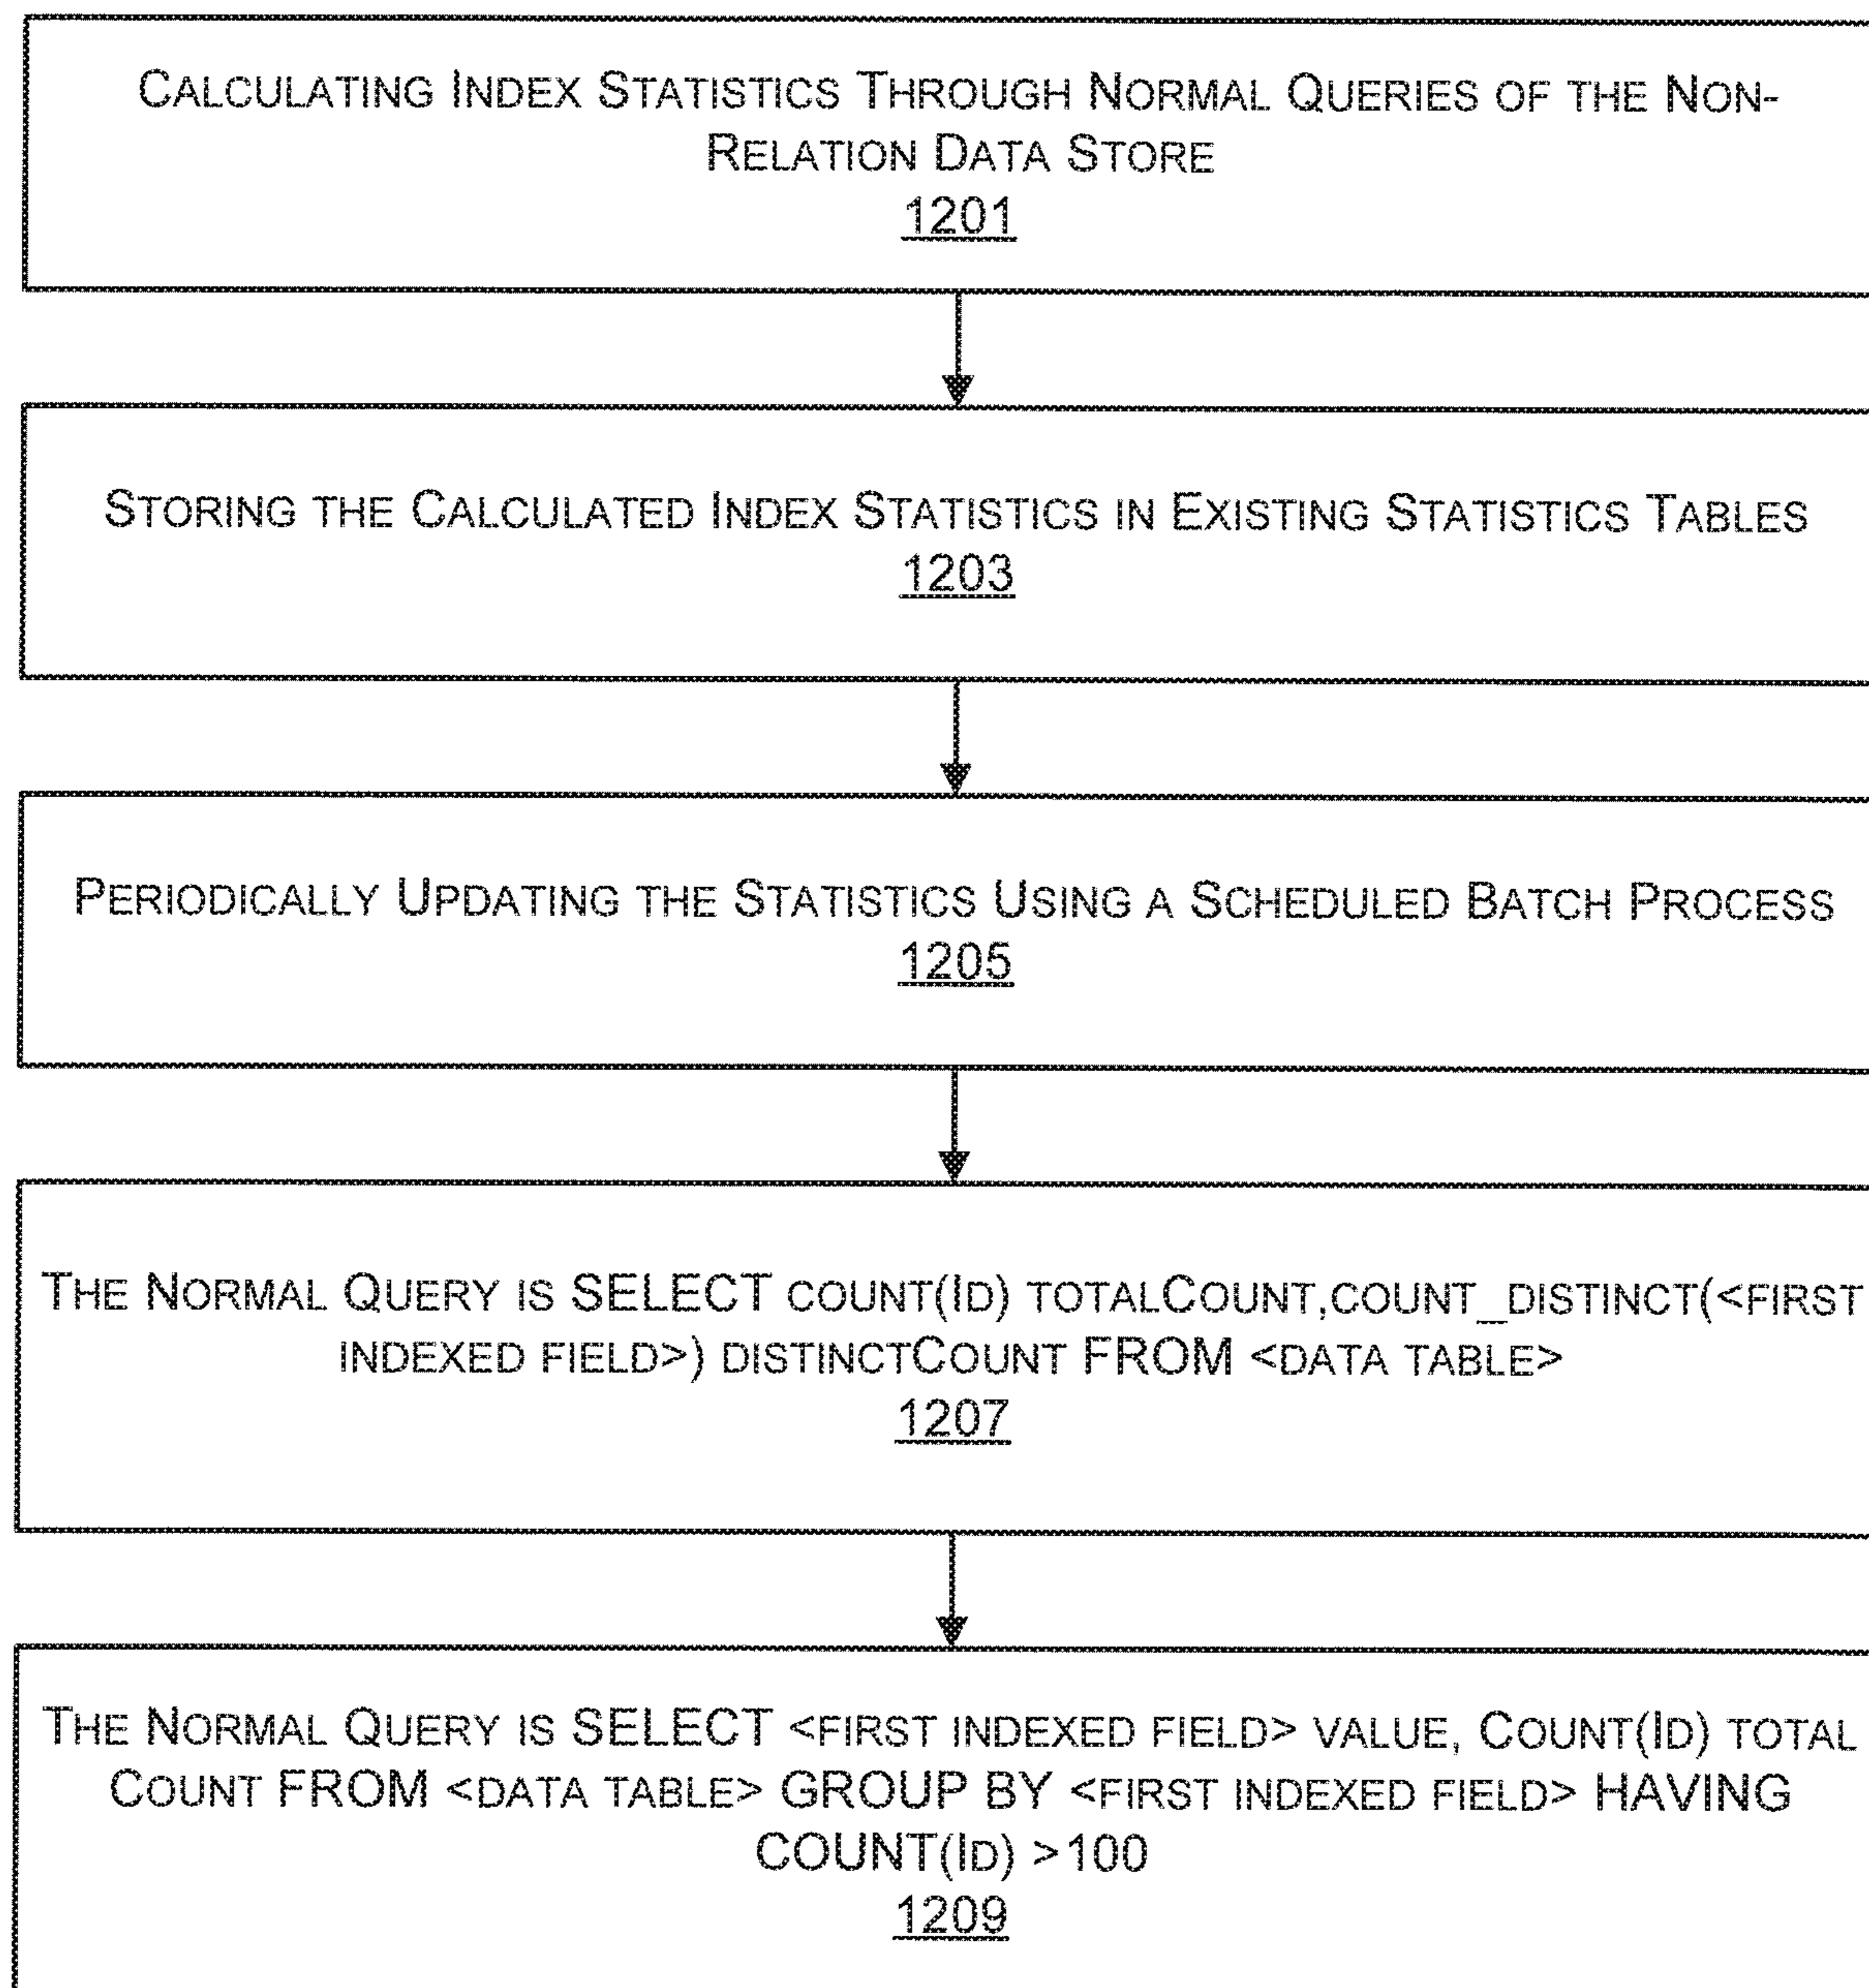 CALCULATING INDEX STATISTICS THROUGH NORMAL QUERIES OF THE NON-
RELATION DATA STORE
1201
STORING THE CALCULATED INDEX STATISTICS IN EXISTING STATISTICS TABLES
1203
PERIODICALLY UPDATING THE STATISTICS USING A SCHEDULED BATCH PROCESS
1205
THE NORMAL QUERY IS SELECT COUNT(ID) TOTALCOUNT,COUNT_DISTINCT(<FIRST
INDEXED FIELD>) DISTINCTCOUNT FROM <DATA TABLE>
1207
THE NORMAL QUERY IS SELECT <FIRST INDEXED FIELD> VALUE, COUNT(ID) TOTAL
COUNT FROM <DATA TABLE> GROUP BY <FIRST INDEXED FIELD> HAVING
COUNT(ID) >100
1209